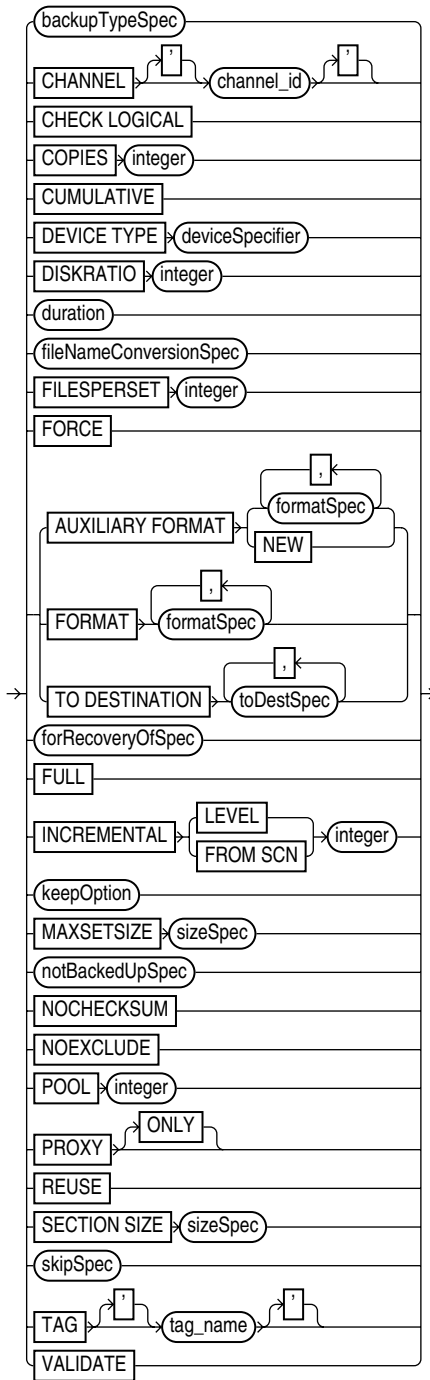 backupTypeSpec
CHANNEL ' channel_id '
CHECK LOGICAL
COPIES integer
CUMULATIVE
DEVICE TYPE deviceSpecifier
DISKRATIO integer
duration
fileNameConversionSpec
FILESPERSET integer
FORCE
,
formatSpec
AUXILIARY FORMAT
NEW
,
FORMAT formatSpec
,
TO DESTINATION toDestSpec
forRecoveryOfSpec
FULL
LEVEL
INCREMENTAL integer
FROM SCN
keepOption
MAXSETSIZE sizeSpec
notBackedUpSpec
NOCHECKSUM
NOEXCLUDE
POOL integer
ONLY
PROXY
REUSE
SECTION SIZE sizeSpec
skipSpec
TAG ' tag_name '
VALIDATE